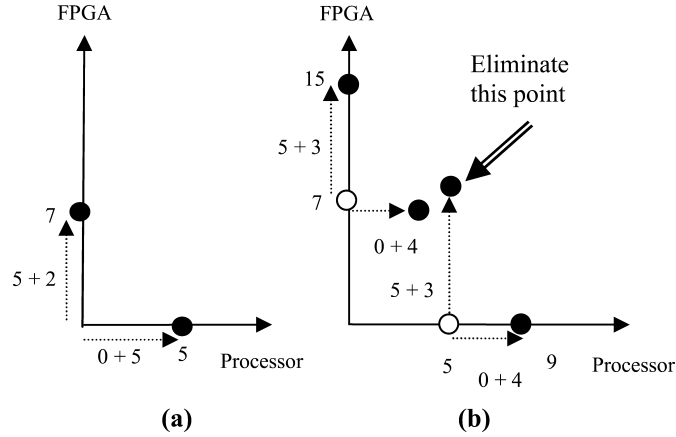 FPGA
7
5 + 2
0 + 5
5
Processor
(a)
FPGA
15
Eliminate
this point
5 + 3
7
0 + 4
5 + 3
5
0 + 4
9
Processor
(b)